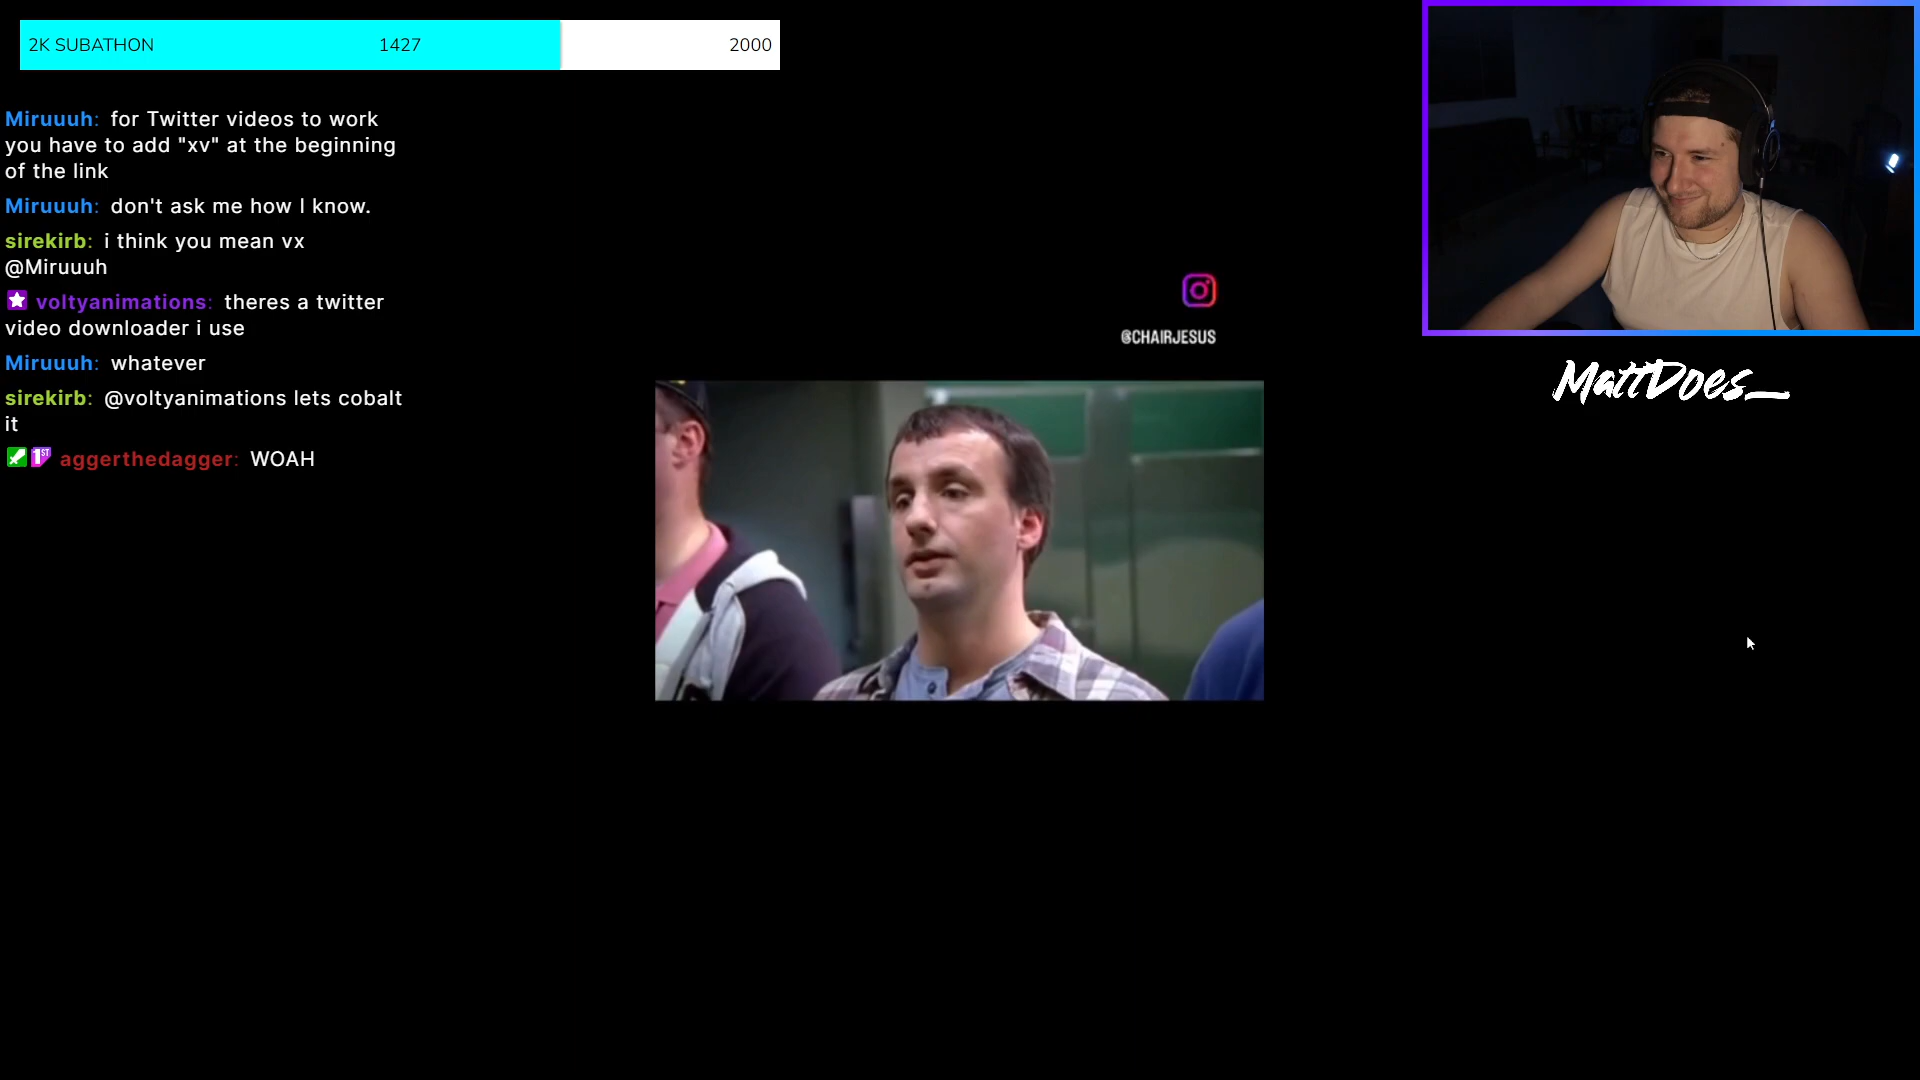 2K SUBATHON 1427 2000
Miruuuh: for Twitter videos to work
you have to add "xv" at the beginning
of the link
Miruuuh: don't ask me how I know.
sirekirb: i think you mean vx
@Miruuuh
voltyanimations: theres a twitter
video downloader i use
Miruuuh: whatever
sirekirb: @voltyanimations lets cobalt
it
1ST aggerthedagger: WOAH
@CHAIRJESUS
MattDoes_